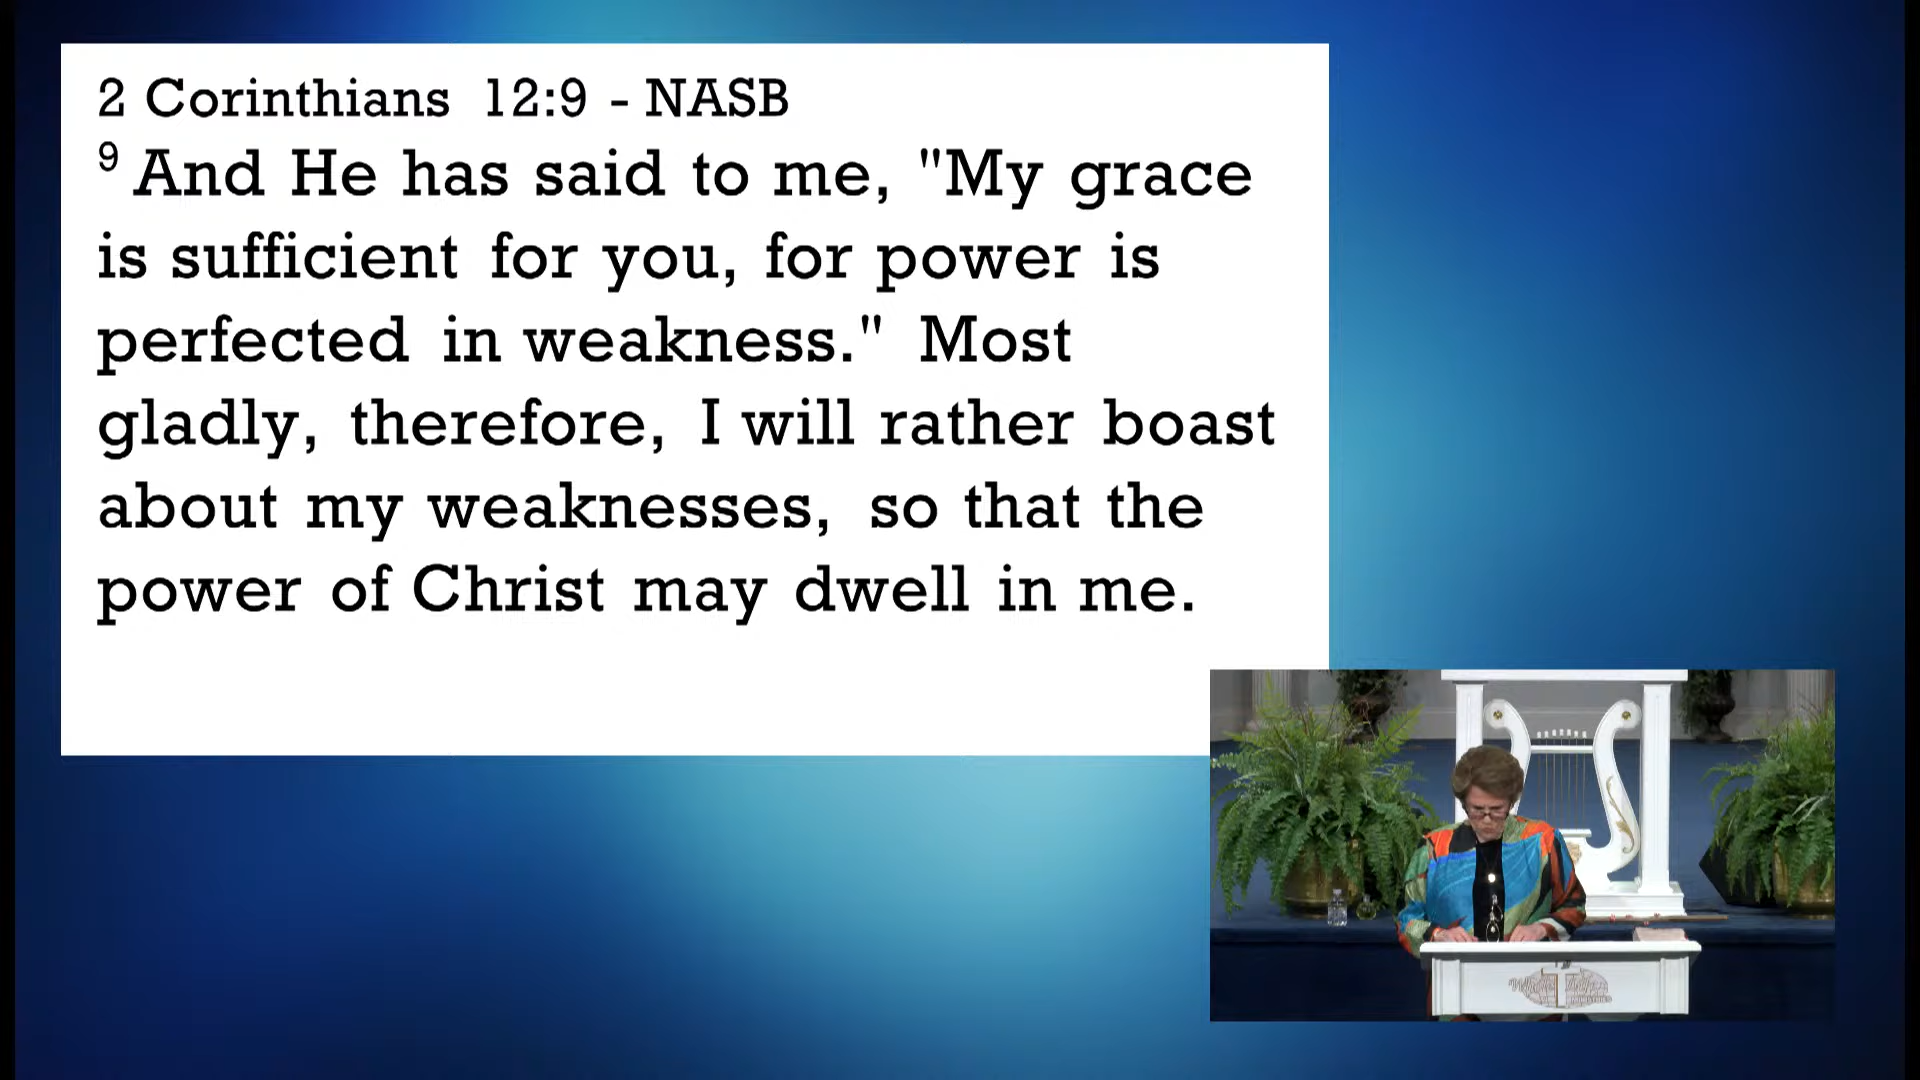 2 Corinthians 12:9 - NASB
9 And He has said to me, "My grace
is sufficient for you, for power is
perfected in weakness." Most
gladly, therefore, I will rather boast
about my weaknesses, so that the
power of Christ may dwell in me.